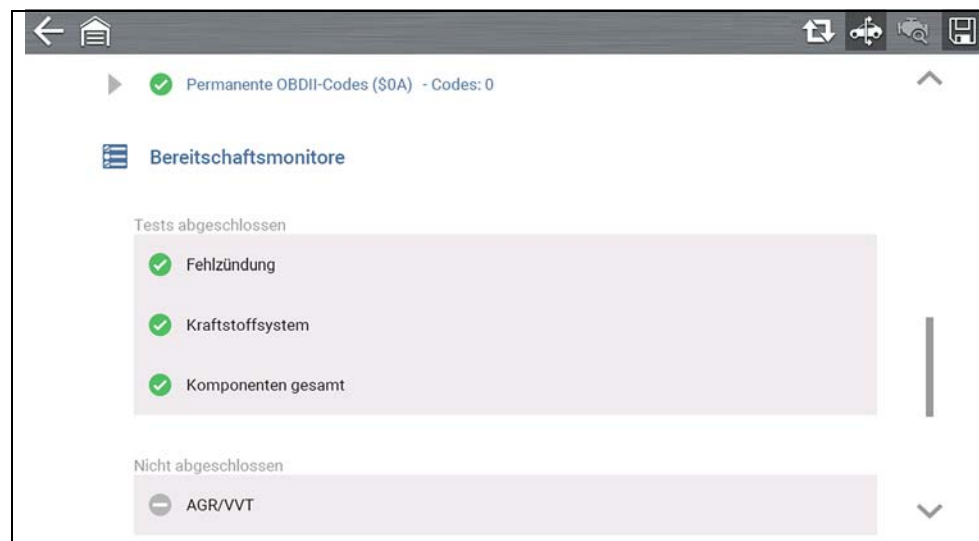 Permanente OBDII-Codes ($0A) - Codes: 0
Bereitschaftsmonitore
Tests abgeschlossen
Fehlzündung
Kraftstoffsystem
Komponenten gesamt
Nicht abgeschlossen
AGR/VVT